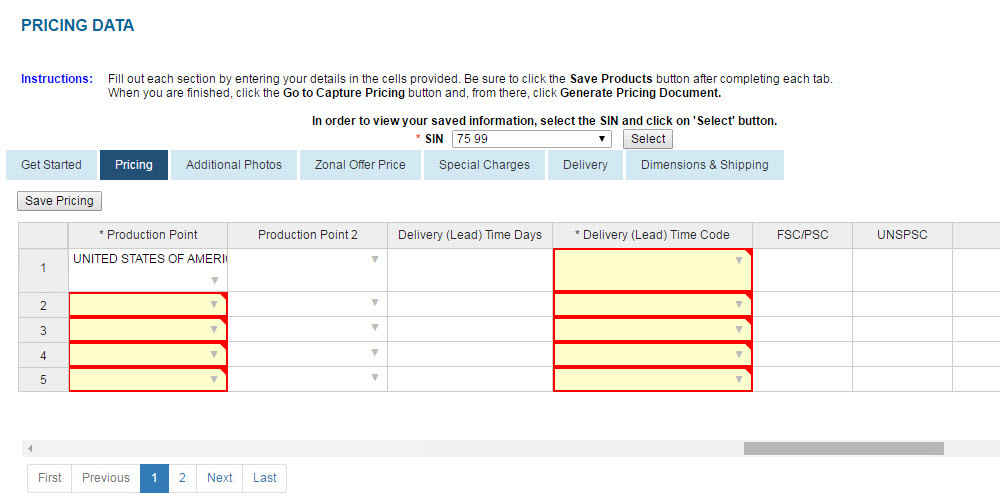 PRICING DATA
Instructions: Fill out each section by entering your details in the cells provided. Be sure to click the Save Products button after completing each tab.
When you are finished, click the Go to Capture Pricing button and, from there, click Generate Pricing Document.
In order to view your saved information, select the SIN and click on 'Select' button.
* SIN 75 99 Select
Get Started Pricing Additional Photos Zonal Offer Price Special Charges Delivery Dimensions & Shipping
Save Pricing
* Production Point Production Point 2 Delivery (Lead) Time Days * Delivery (Lead) Time Code FSC/PSC UNSPSC
1 UNITED STATES OF AMERI
2
3
4
5
First Previous 1 2 Next Last